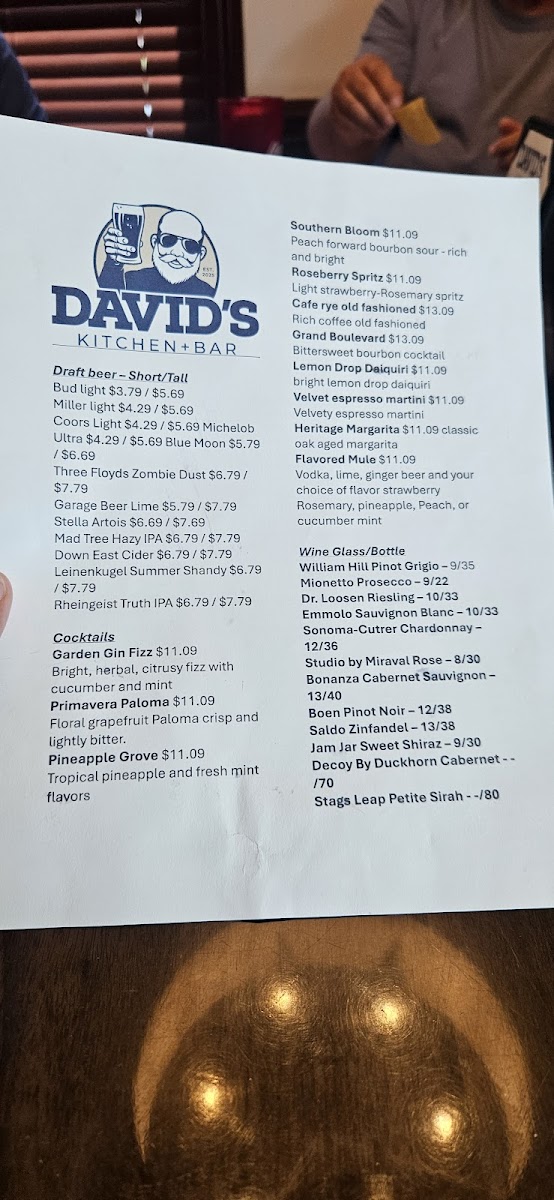 EST.
2025
DAVID'S
KITCHEN+BAR
Draft beer – Short/Tall
Bud light $3.79 / $5.69
Miller light $4.29 / $5.69
Coors Light $4.29 / $5.69 Michelob
Ultra $4.29 / $5.69 Blue Moon $5.79
/ $6.69
Three Floyds Zombie Dust $6.79 /
$7.79
Garage Beer Lime $5.79 / $7.79
Stella Artois $6.69 / $7.69
Mad Tree Hazy IPA $6.79 / $7.79
Down East Cider $6.79 / $7.79
Leinenkugel Summer Shandy $6.79
/ $7.79
Rheingeist Truth IPA $6.79 / $7.79
Cocktails
Garden Gin Fizz $11.09
Bright, herbal, citrusy fizz with
cucumber and mint
Primavera Paloma $11.09
Floral grapefruit Paloma crisp and
lightly bitter.
Pineapple Grove $11.09
Tropical pineapple and fresh mint
flavors
Southern Bloom $11.09
Peach forward bourbon sour - rich
and bright
Roseberry Spritz $11.09
Light strawberry-Rosemary spritz
Cafe rye old fashioned $13.09
Rich coffee old fashioned
Grand Boulevard $13.09
Bittersweet bourbon cocktail
Lemon Drop Daiquiri $11.09
bright lemon drop daiquiri
Velvet espresso martini $11.09
Velvety espresso martini
Heritage Margarita $11.09 classic
oak aged margarita
Flavored Mule $11.09
Vodka, lime, ginger beer and your
choice of flavor strawberry
Rosemary, pineapple, Peach, or
cucumber mint
Wine Glass/Bottle
William Hill Pinot Grigio – 9/35
Mionetto Prosecco – 9/22
Dr. Loosen Riesling – 10/33
Emmolo Sauvignon Blanc – 10/33
Sonoma-Cutrer Chardonnay –
12/36
Studio by Miraval Rose – 8/30
Bonanza Cabernet Sauvignon –
13/40
Boen Pinot Noir – 12/38
Saldo Zinfandel – 13/38
Jam Jar Sweet Shiraz – 9/30
Decoy By Duckhorn Cabernet - -
/70
Stags Leap Petite Sirah - -/80